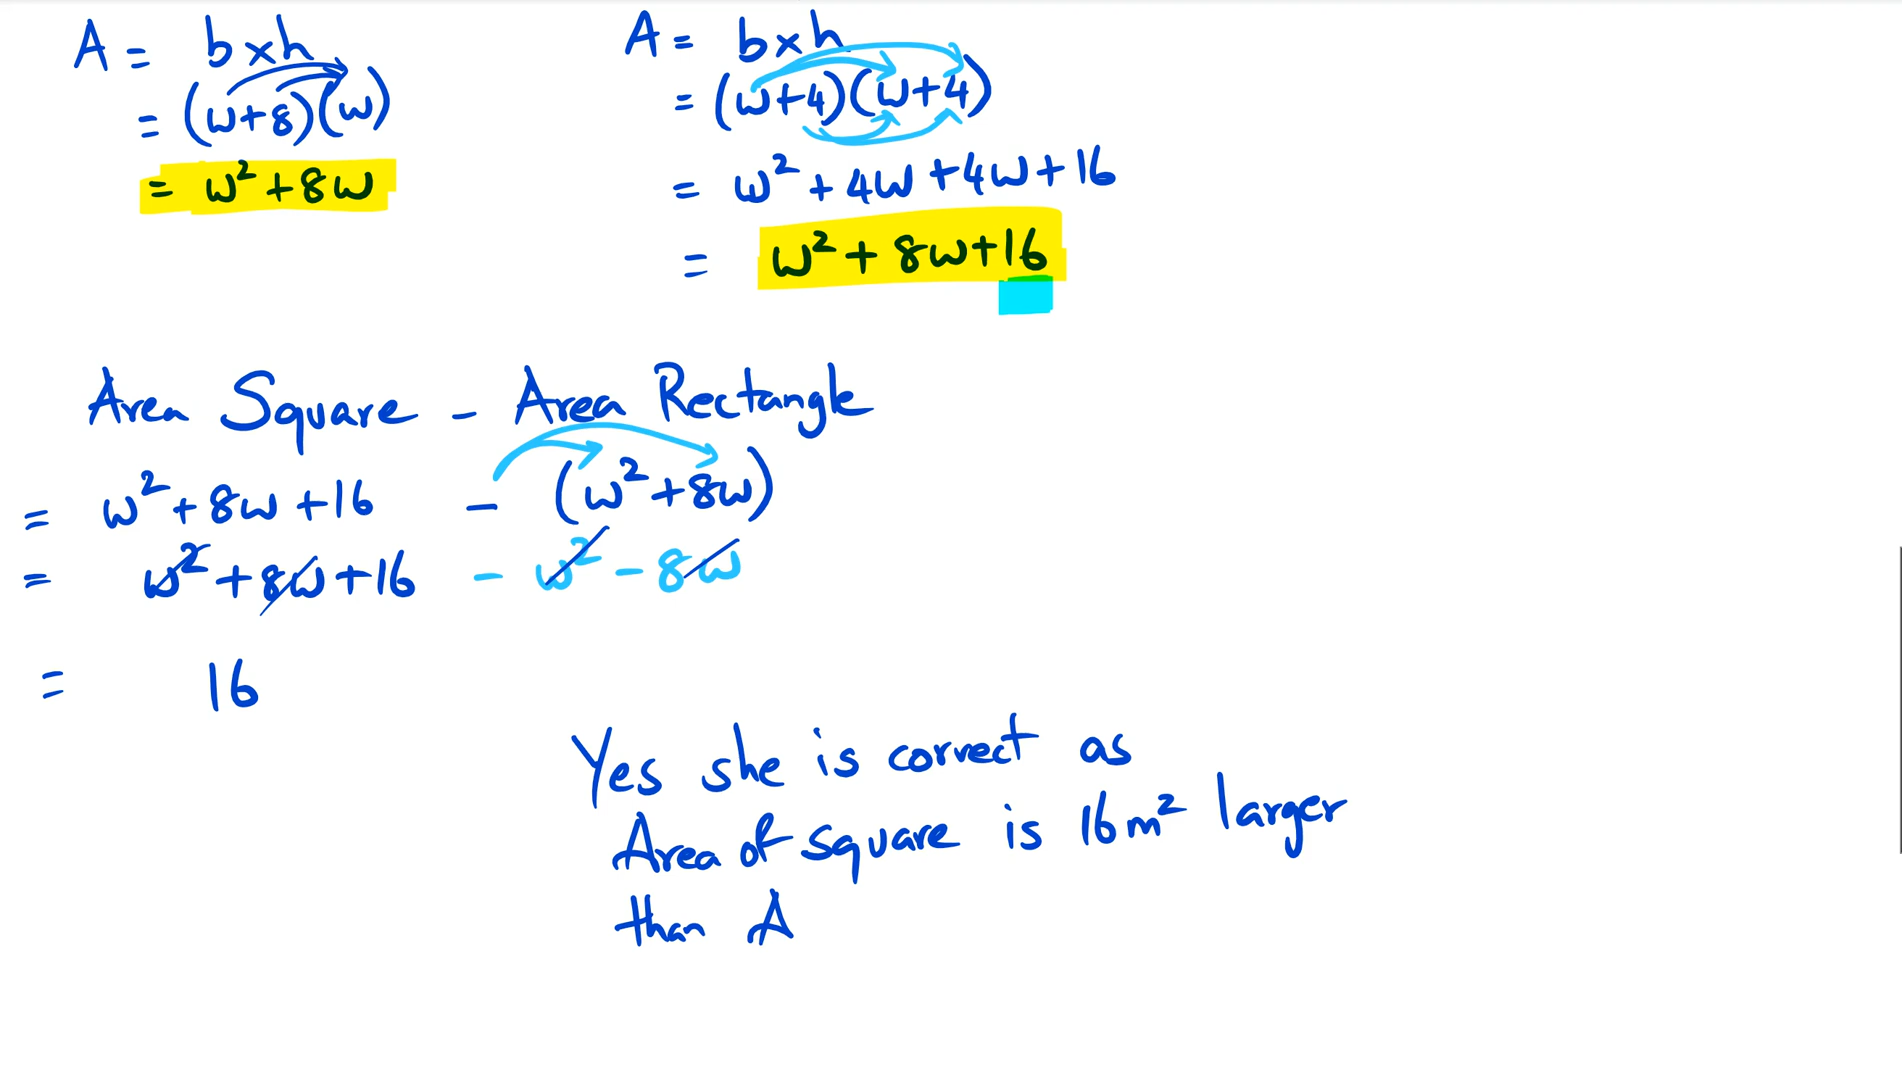 A = b×h
= (w+8)(w)
= w² + 8w
A = b×h
= (w+4)(w+4)
= w² + 4w + 4w + 16
= w² + 8w + 16
Area Square - Area Rectangle
= w² + 8w + 16 - (w² + 8w)
= w² + 8w + 16 - w² - 8w
= 16
Yes she is correct as
Area of square is 16m² larger
than A